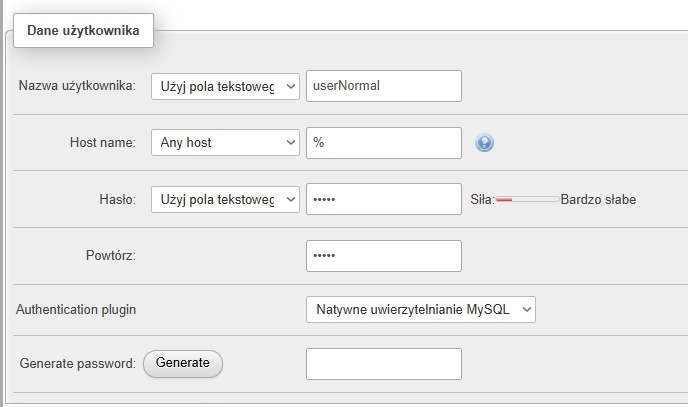 Dane użytkownika
Nazwa użytkownika: Użyj pola tekstoweg userNormal
Host name: Any host %
Hasło: Użyj pola tekstoweg ••••• Siła: Bardzo słabe
Powtórz: •••••
Authentication plugin Natywne uwierzytelnianie MySQL
Generate password: Generate